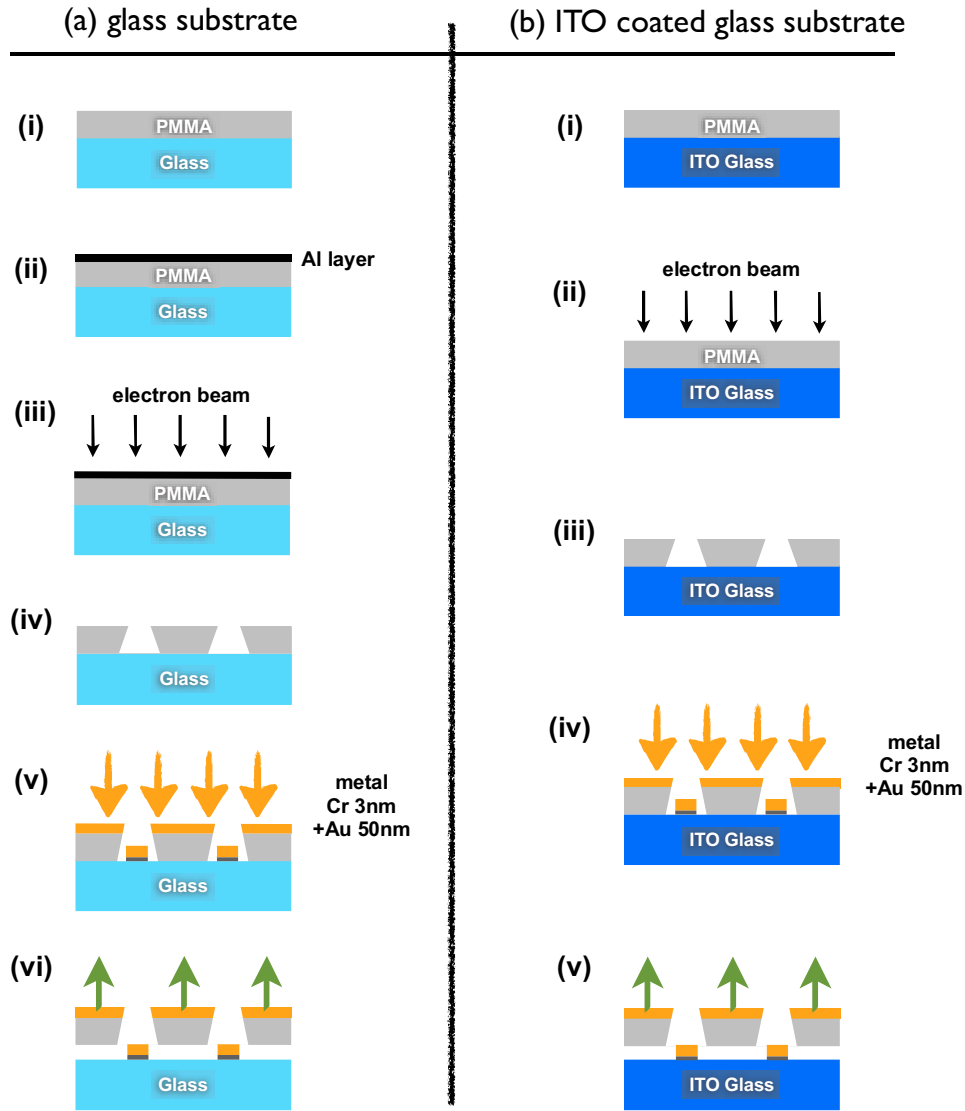 (a) glass substrate
(i)
PMMA
Glass
(ii)
Al layer
PMMA
Glass
(iii)
electron beam
PMMA
Glass
(iv)
Glass
(v)
metal
Cr 3nm
+Au 50nm
Glass
(vi)
Glass
(b) ITO coated glass substrate
(i)
PMMA
ITO Glass
(ii)
electron beam
PMMA
ITO Glass
(iii)
ITO Glass
(iv)
metal
Cr 3nm
+Au 50nm
ITO Glass
(v)
ITO Glass